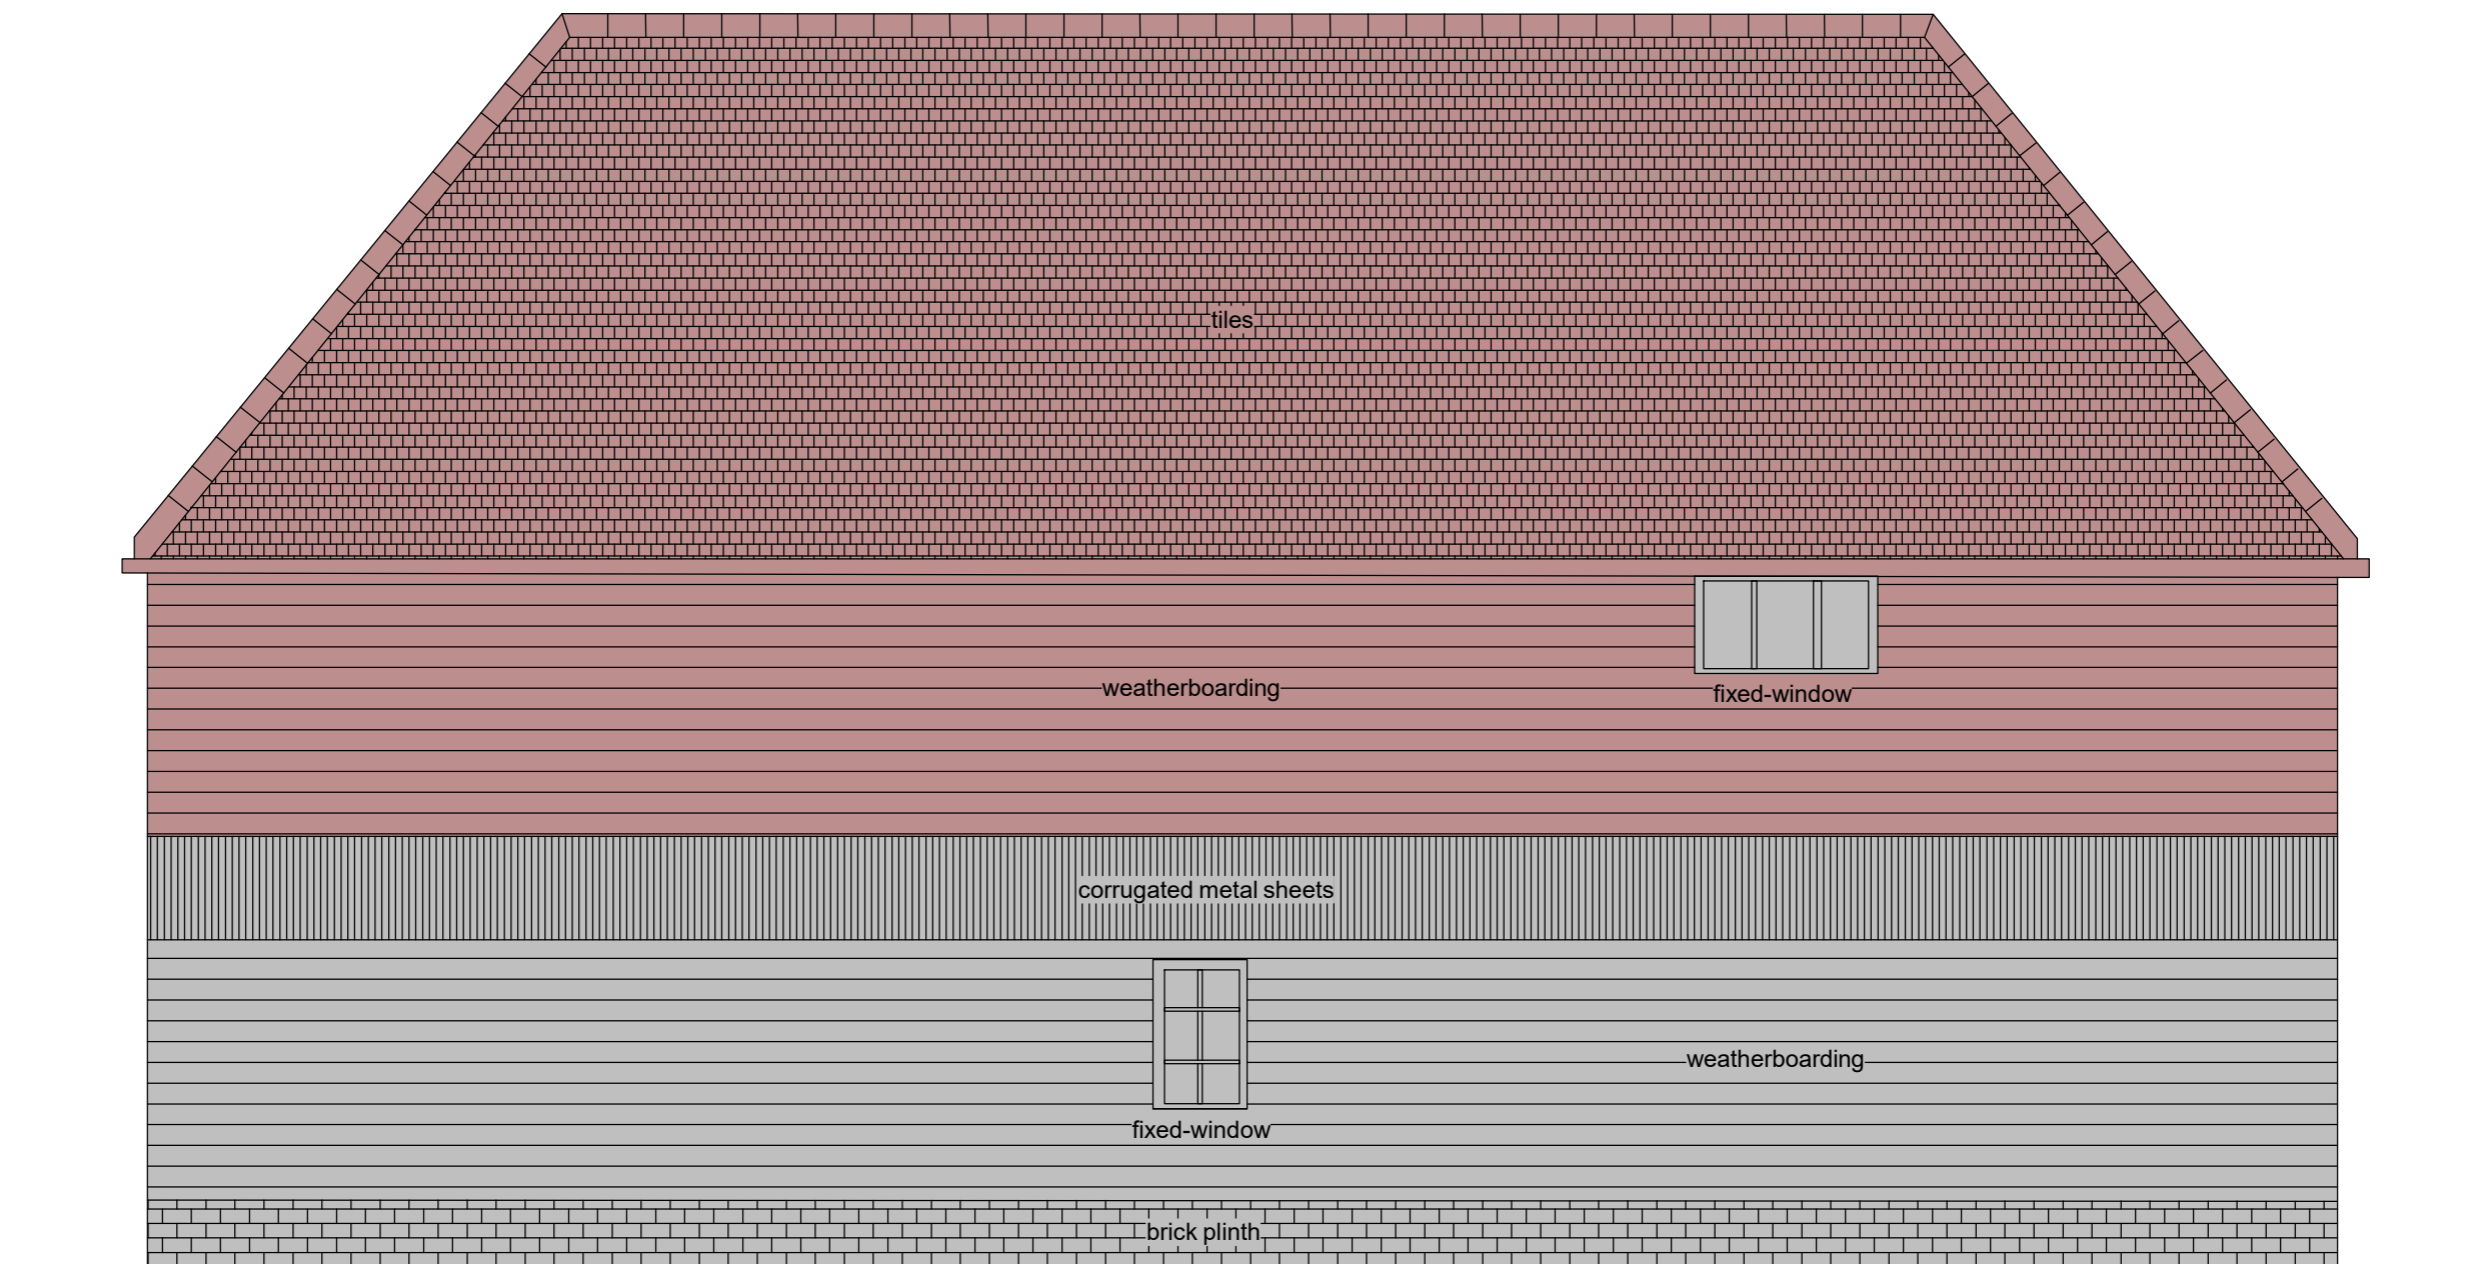 tiles
weatherboarding
fixed-window
corrugated metal sheets
weatherboarding
fixed-window
brick plinth